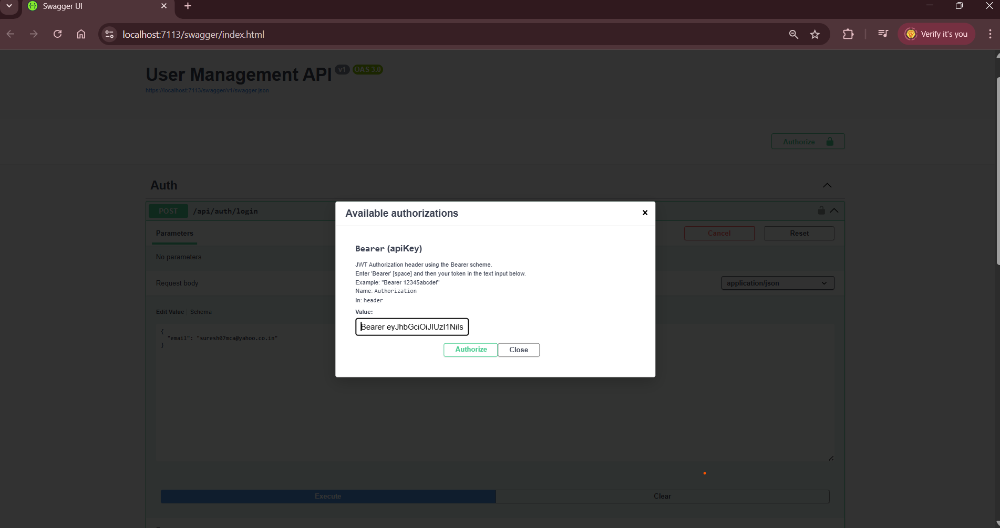 Swagger UI
localhost:7113/swagger/index.html
Verify it's you
User Management API v1 OAS 3.0
https://localhost:7113/swagger/v1/swagger.json
Authorize
Auth
POST /api/auth/login
Parameters
Cancel
Reset
No parameters
Request body
application/json
Edit Value | Schema
{
"email": "suresh07mca@yahoo.co.in"
}
Execute
Clear
Available authorizations
Bearer (apiKey)
JWT Authorization header using the Bearer scheme.
Enter 'Bearer' [space] and then your token in the text input below.
Example: "Bearer 12345abcdef"
Name: Authorization
In: header
Value:
Bearer eyJhbGciOiJIUzI1NiIs
Authorize
Close